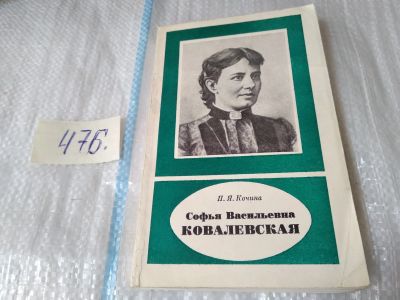 476.
П. Я. Кочина
Софья Васильевна
КОВАЛЕВСКАЯ